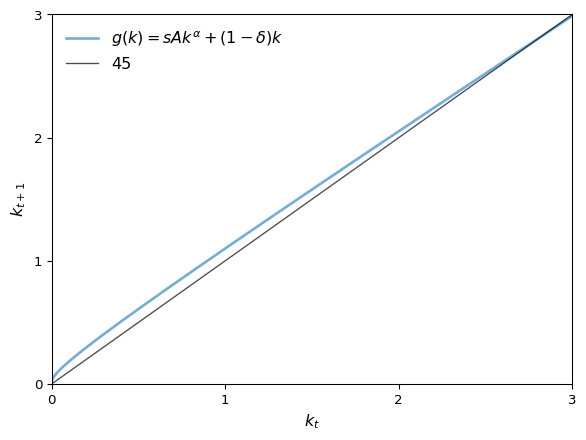 3
g(k) = sAk^α + (1 − δ)k
45
2
k_{t+1}
1
0
0 1 2 3
k_t